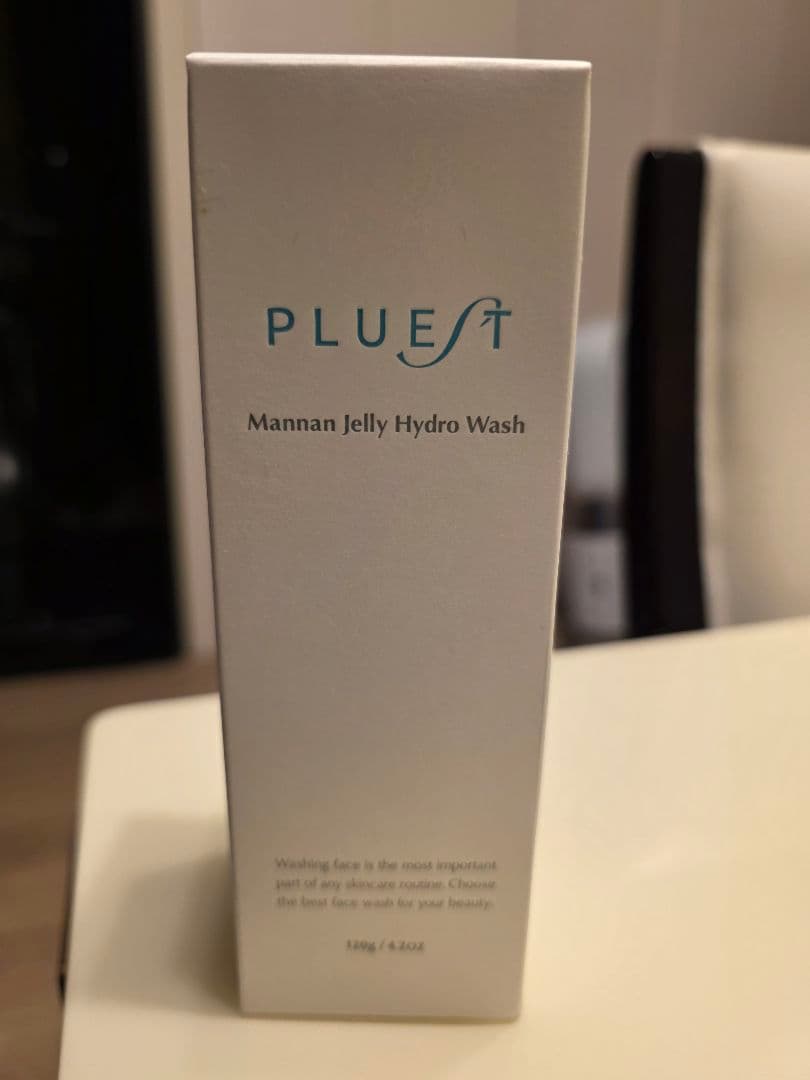 PLUEST
Mannan Jelly Hydro Wash
Washing face is the most important
part of any skincare routine. Choose
the best face wash for your beauty.
120g / 4.2oz